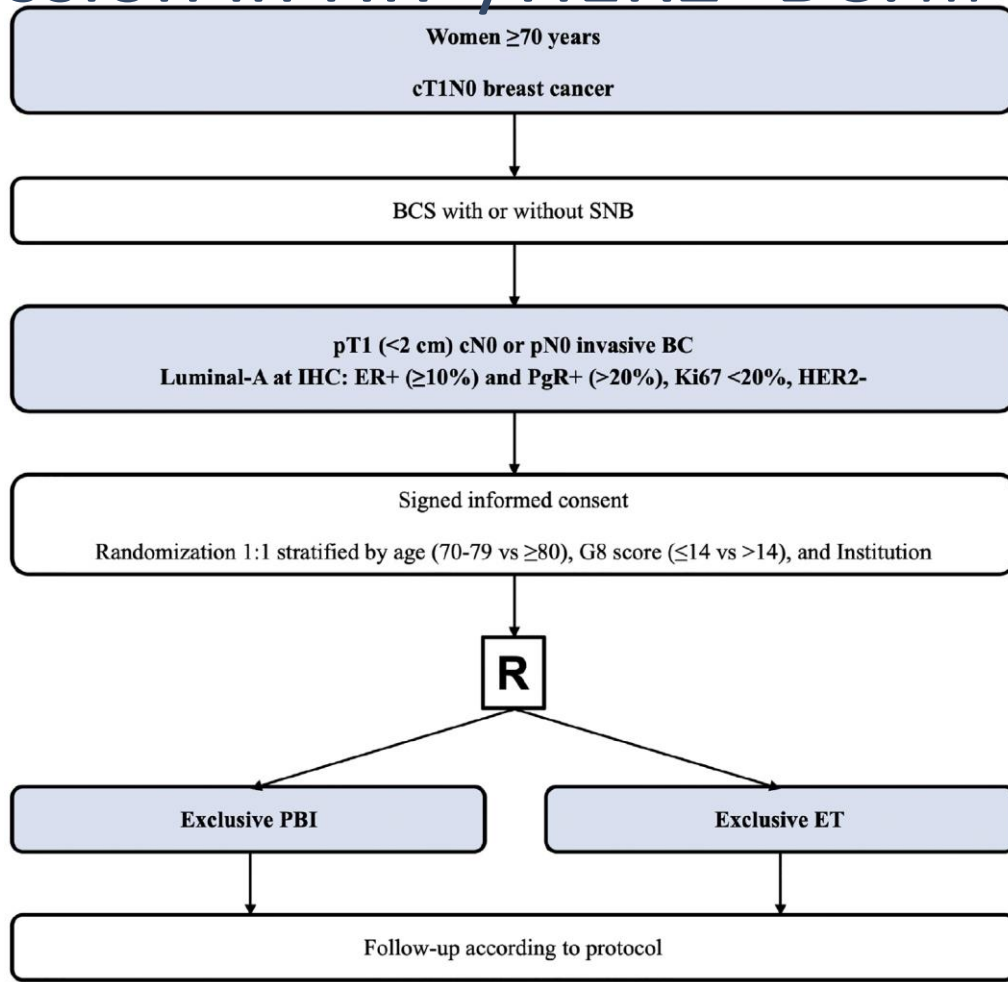 Women ≥70 years
cT1N0 breast cancer
BCS with or without SNB
pT1 (<2 cm) cN0 or pN0 invasive BC
Luminal-A at IHC: ER+ (≥10%) and PgR+ (>20%), Ki67 <20%, HER2-
Signed informed consent
Randomization 1:1 stratified by age (70-79 vs ≥80), G8 score (≤14 vs >14), and Institution
R
Exclusive PBI
Exclusive ET
Follow-up according to protocol